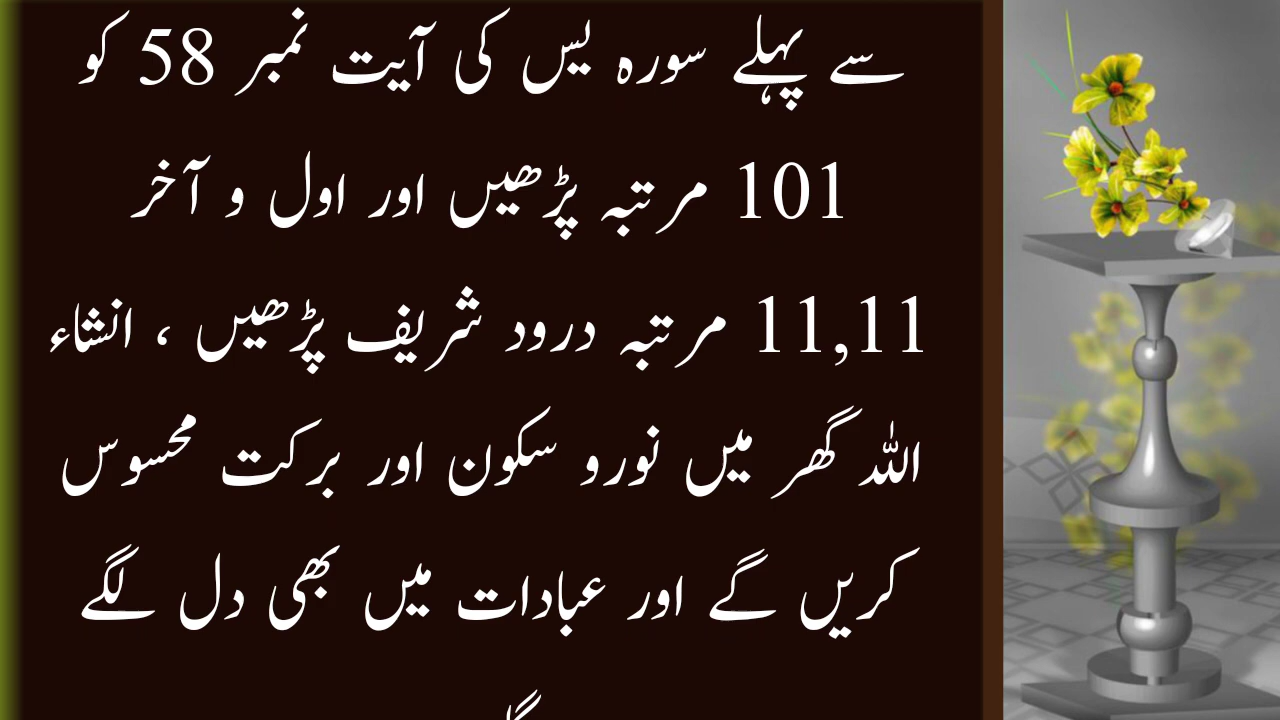 سے پہلے سورہ یس کی آیت نمبر 58 کو
101 مرتبہ پڑھیں اور اول و آخر
11,11 مرتبہ درود شریف پڑھیں ، انشاء
اللہ گھر میں نورو سکون اور برکت محسوس
کریں گے اور عبادات میں بھی دل لگے